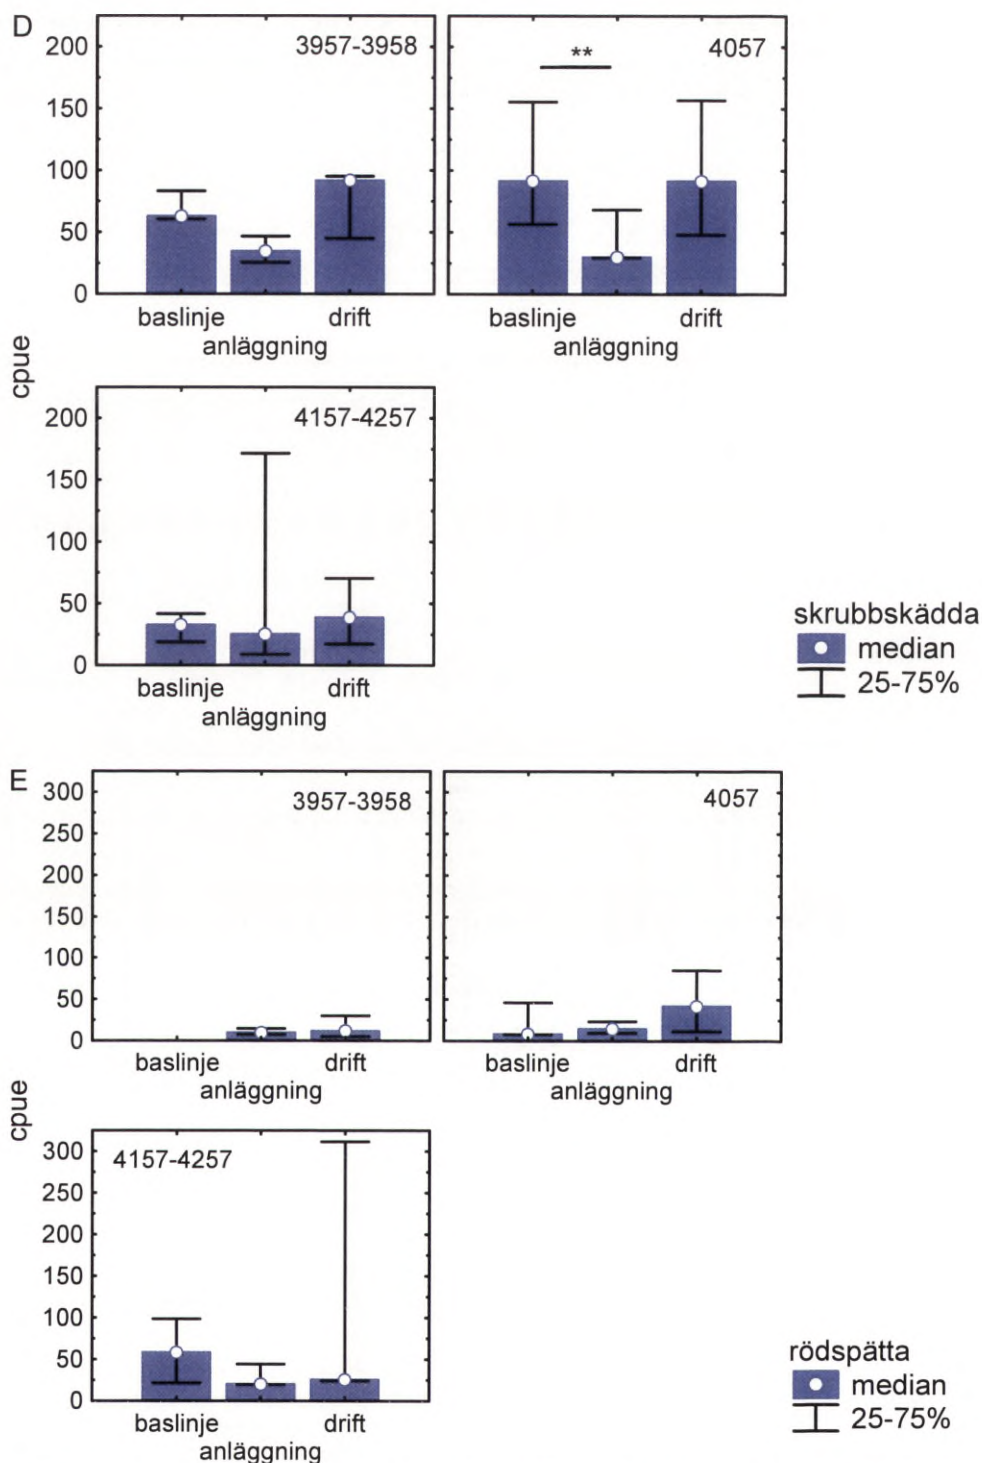 D
200
150
100
50
0
3957-3958
**
4057
baslinje
drift
anläggning
baslinje
drift
anläggning
cpue
200
150
100
50
0
4157-4257
baslinje
drift
anläggning
skrubbskädda
median
25-75%
E
300
250
200
150
100
50
0
3957-3958
4057
baslinje
drift
anläggning
baslinje
drift
anläggning
cpue
300
250
200
150
100
50
0
4157-4257
baslinje
drift
anläggning
rödspätta
median
25-75%